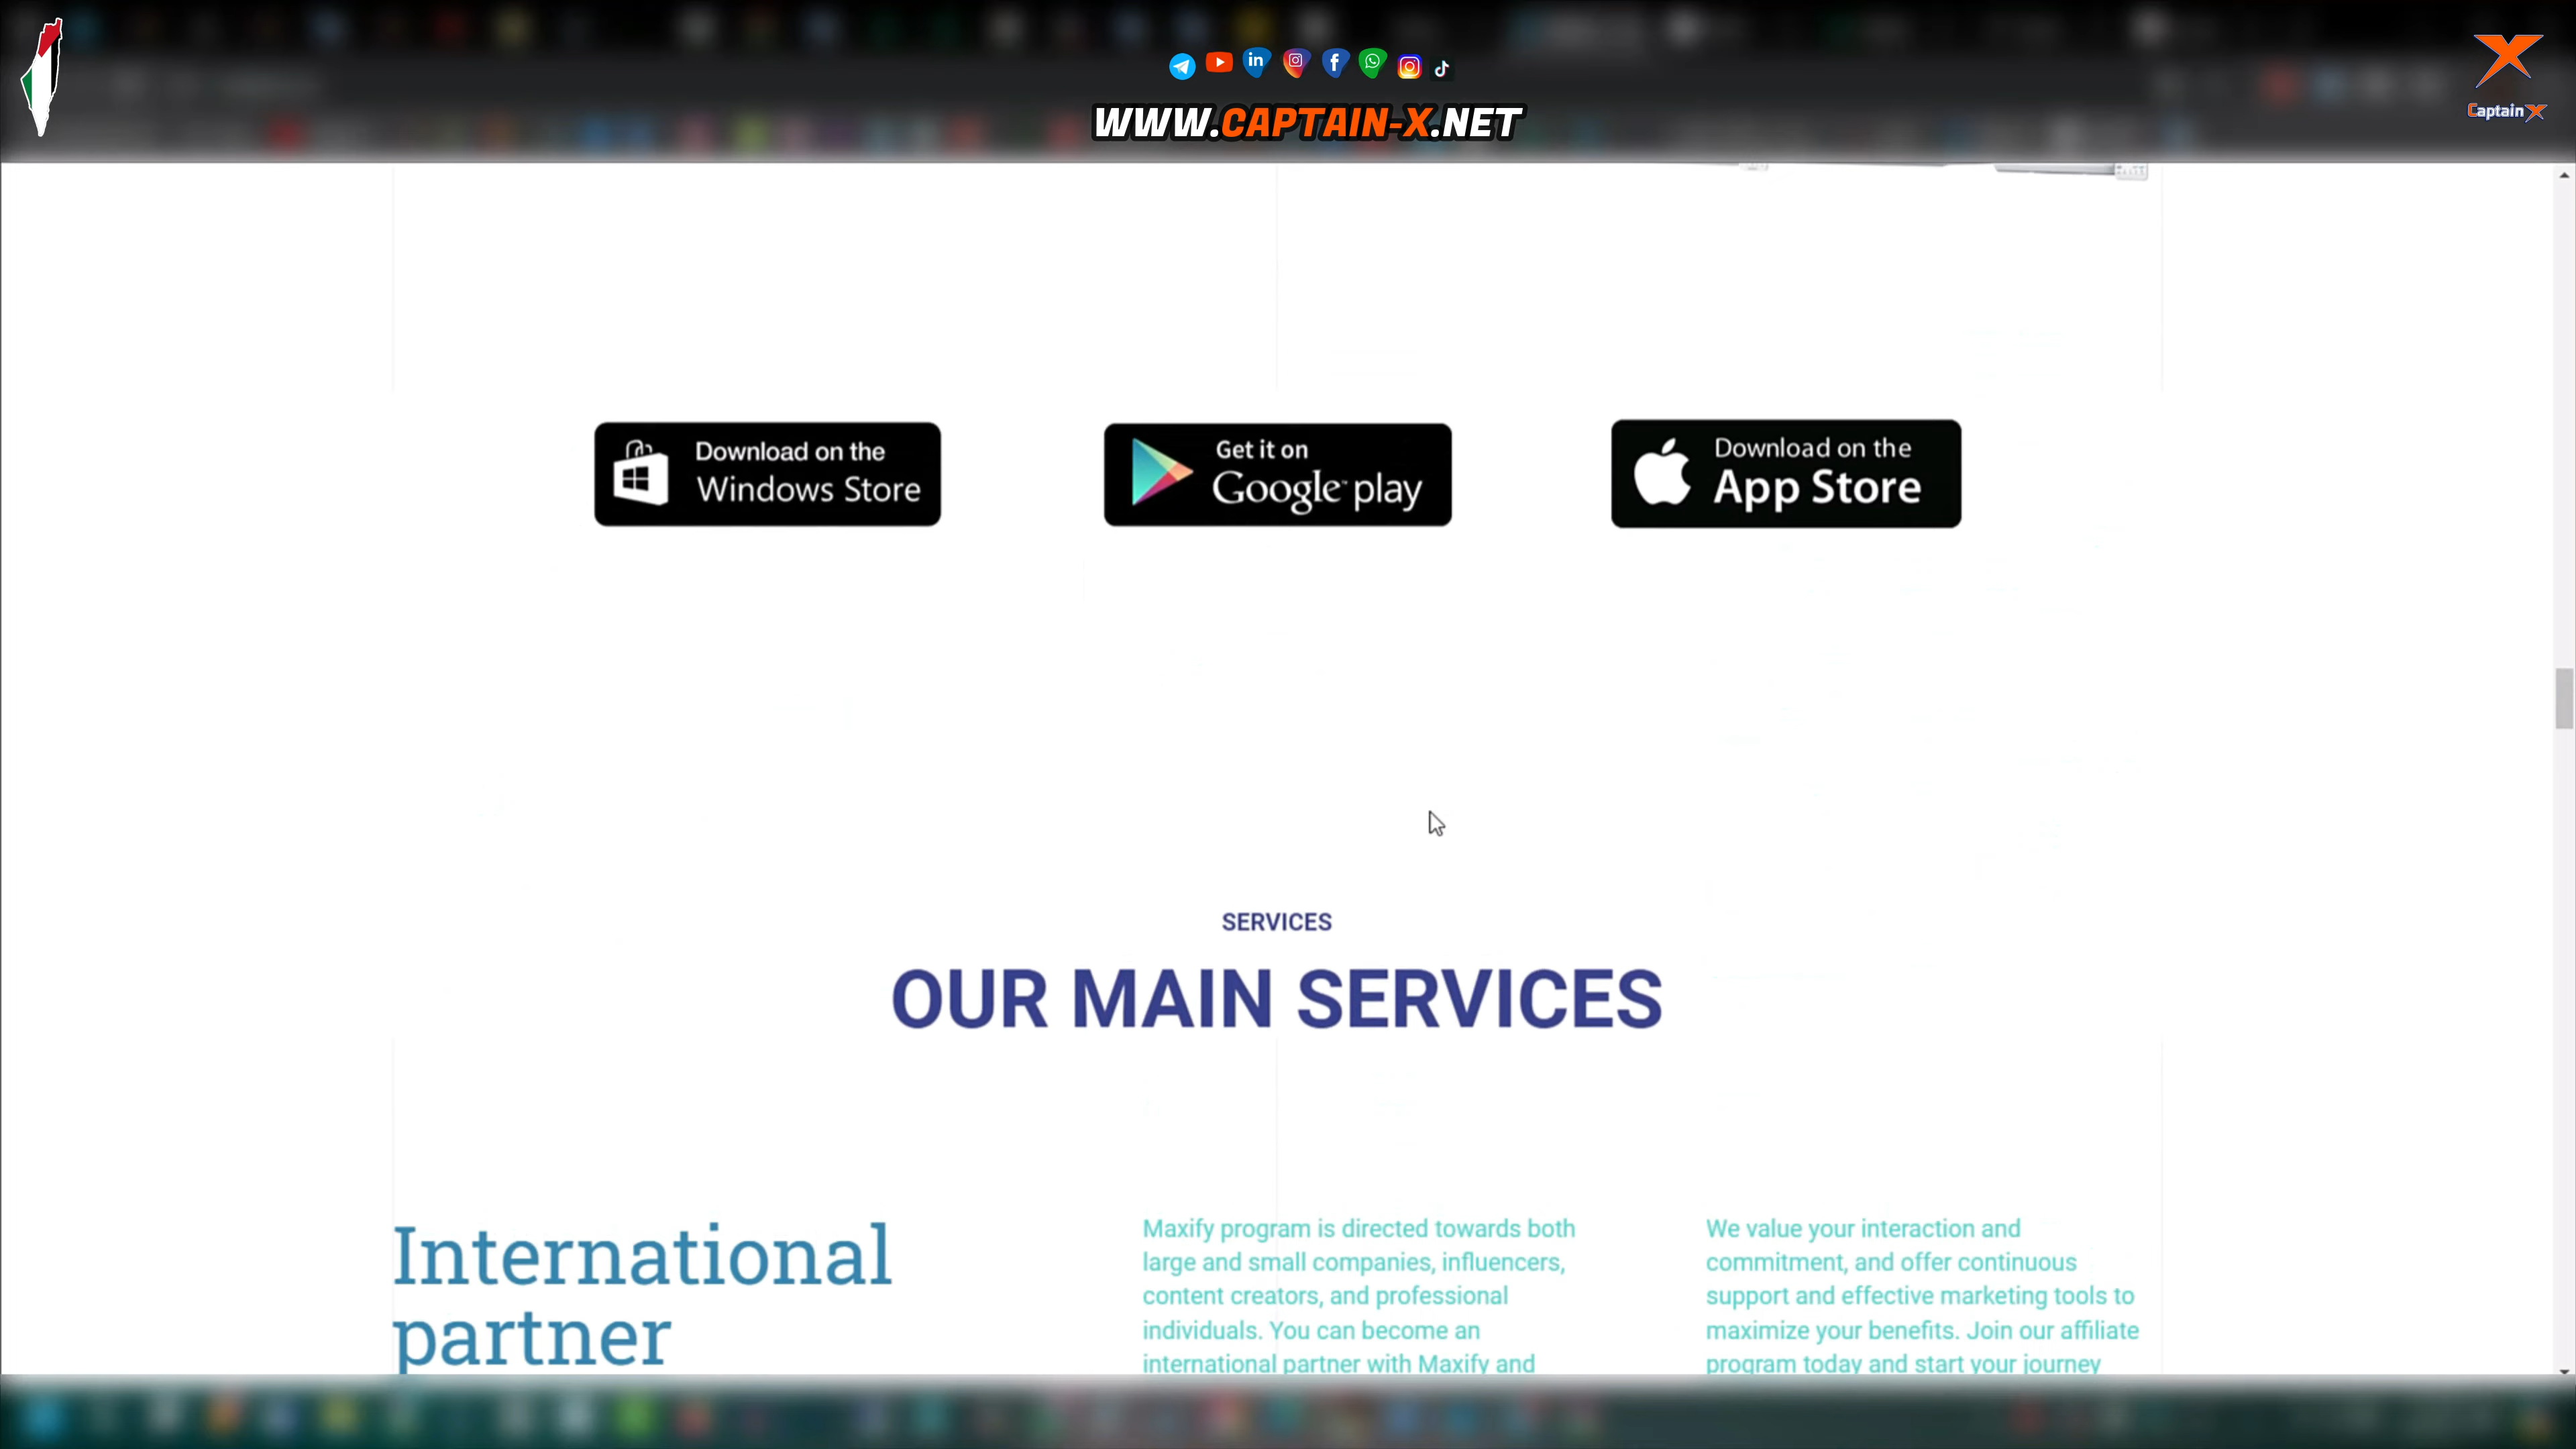 WWW.CAPTAIN-X.NET
Captain X
Download on the
Windows Store
Get it on
Google play
Download on the
App Store
SERVICES
OUR MAIN SERVICES
International
partner
Maxify program is directed towards both
large and small companies, influencers,
content creators, and professional
individuals. You can become an
international partner with Maxify and
We value your interaction and
commitment, and offer continuous
support and effective marketing tools to
maximize your benefits. Join our affiliate
program today and start your journey